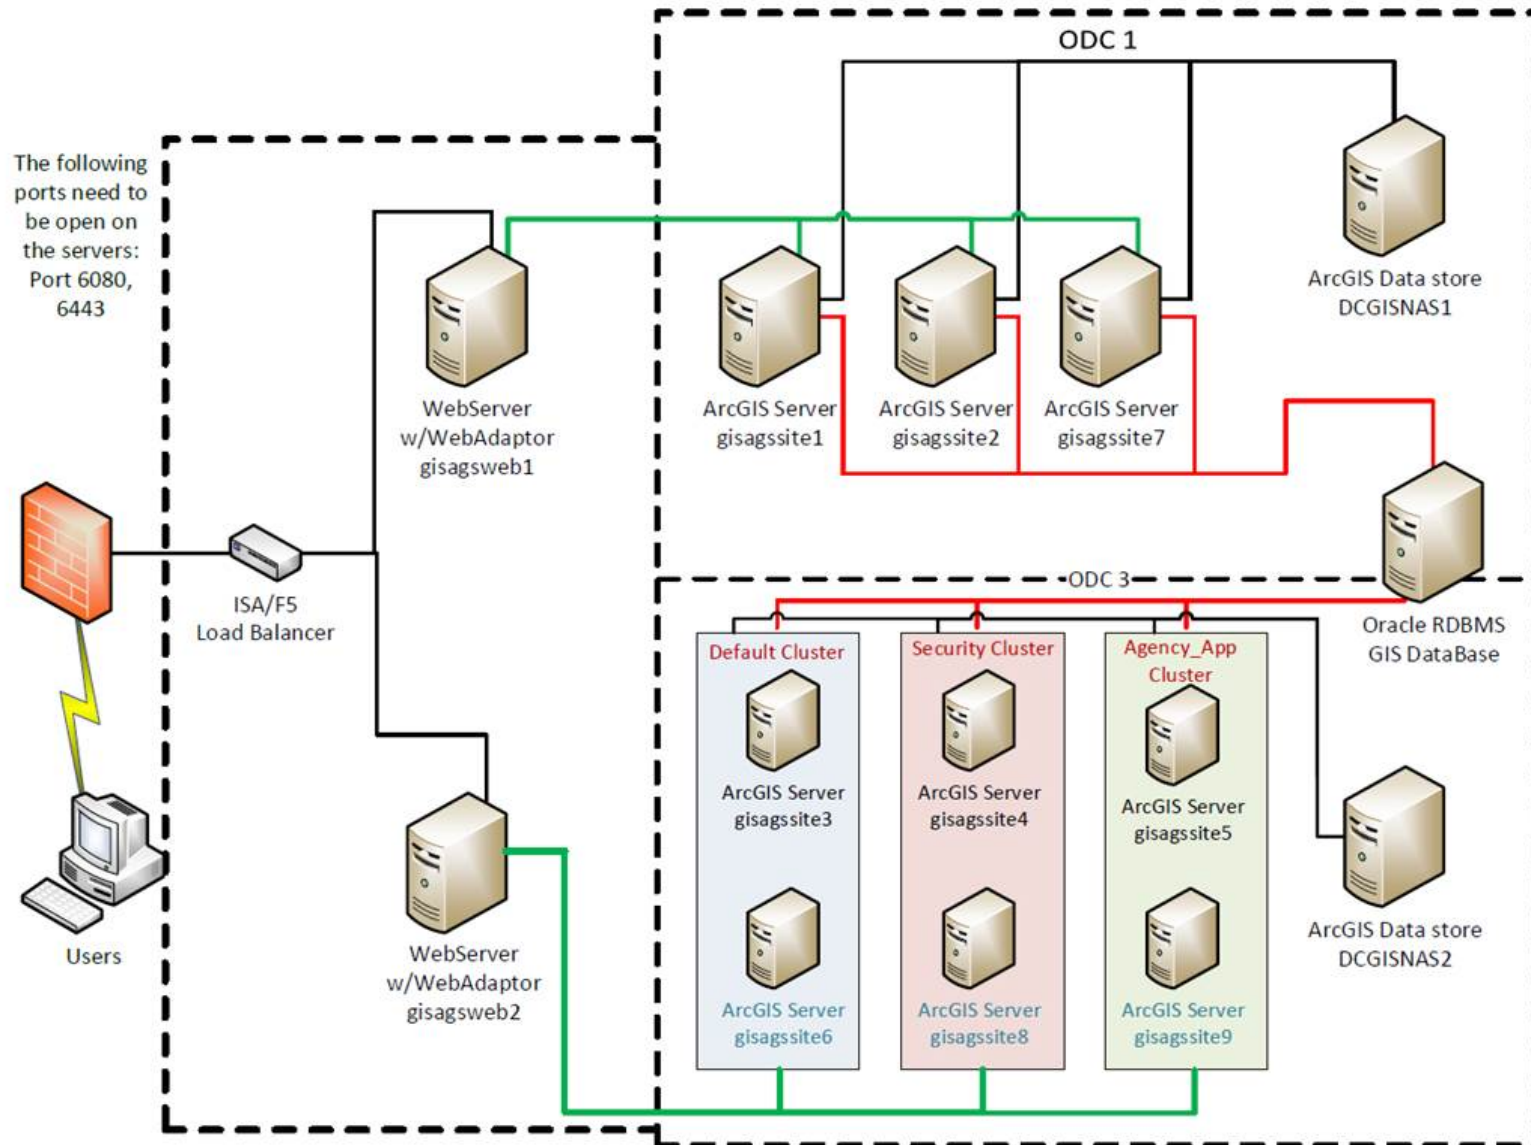 ODC 1
The following
ports need to
be open on
the servers:
Port 6080,
6443
ArcGIS Data store
DCGISNAS1
WebServer
w/WebAdaptor
gisagsweb1
ArcGIS Server
gisagssite1
ArcGIS Server
gisagssite2
ArcGIS Server
gisagssite7
ISA/F5
Load Balancer
ODC 3
Oracle RDBMS
GIS DataBase
Default Cluster
Security Cluster
Agency_App
Cluster
ArcGIS Server
gisagssite3
ArcGIS Server
gisagssite4
ArcGIS Server
gisagssite5
ArcGIS Data store
DCGISNAS2
Users
WebServer
w/WebAdaptor
gisagsweb2
ArcGIS Server
gisagssite6
ArcGIS Server
gisagssite8
ArcGIS Server
gisagssite9